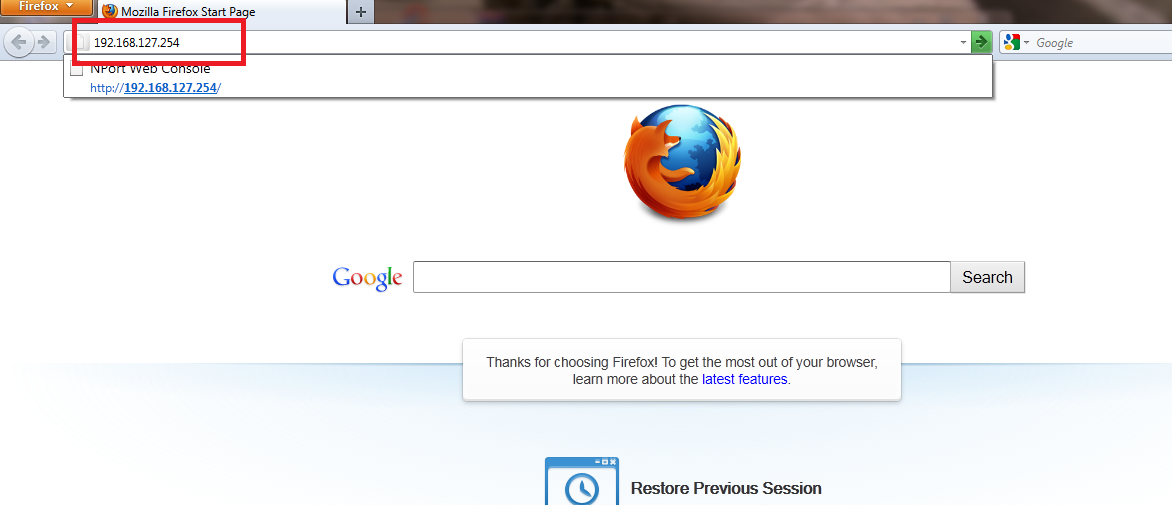 Firefox
Mozilla Firefox Start Page
192.168.127.254
Google
NPort Web Console
http://192.168.127.254/
Google
Search
Thanks for choosing Firefox! To get the most out of your browser,
learn more about the latest features.
Restore Previous Session